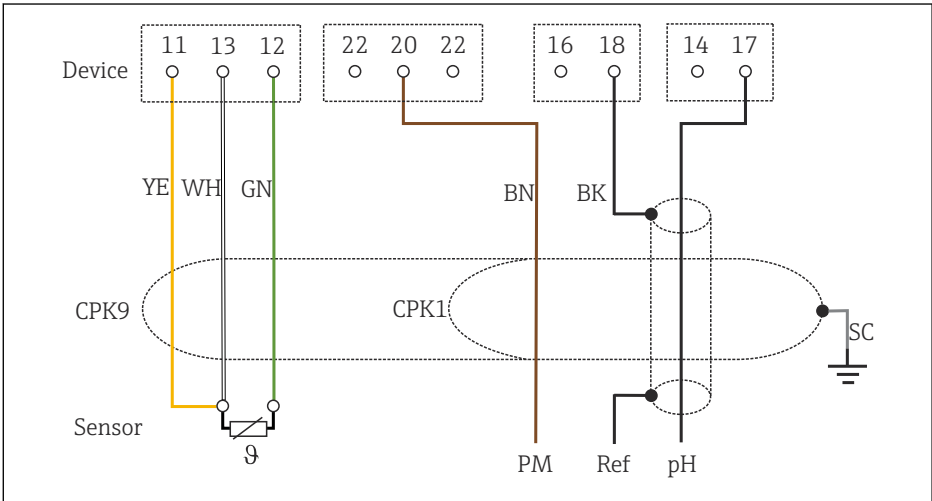 11 13 12 22 20 22 16 18 14 17
Device
YE WH GN BN BK
CPK9 CPK1
SC
Sensor
ϑ
PM Ref pH